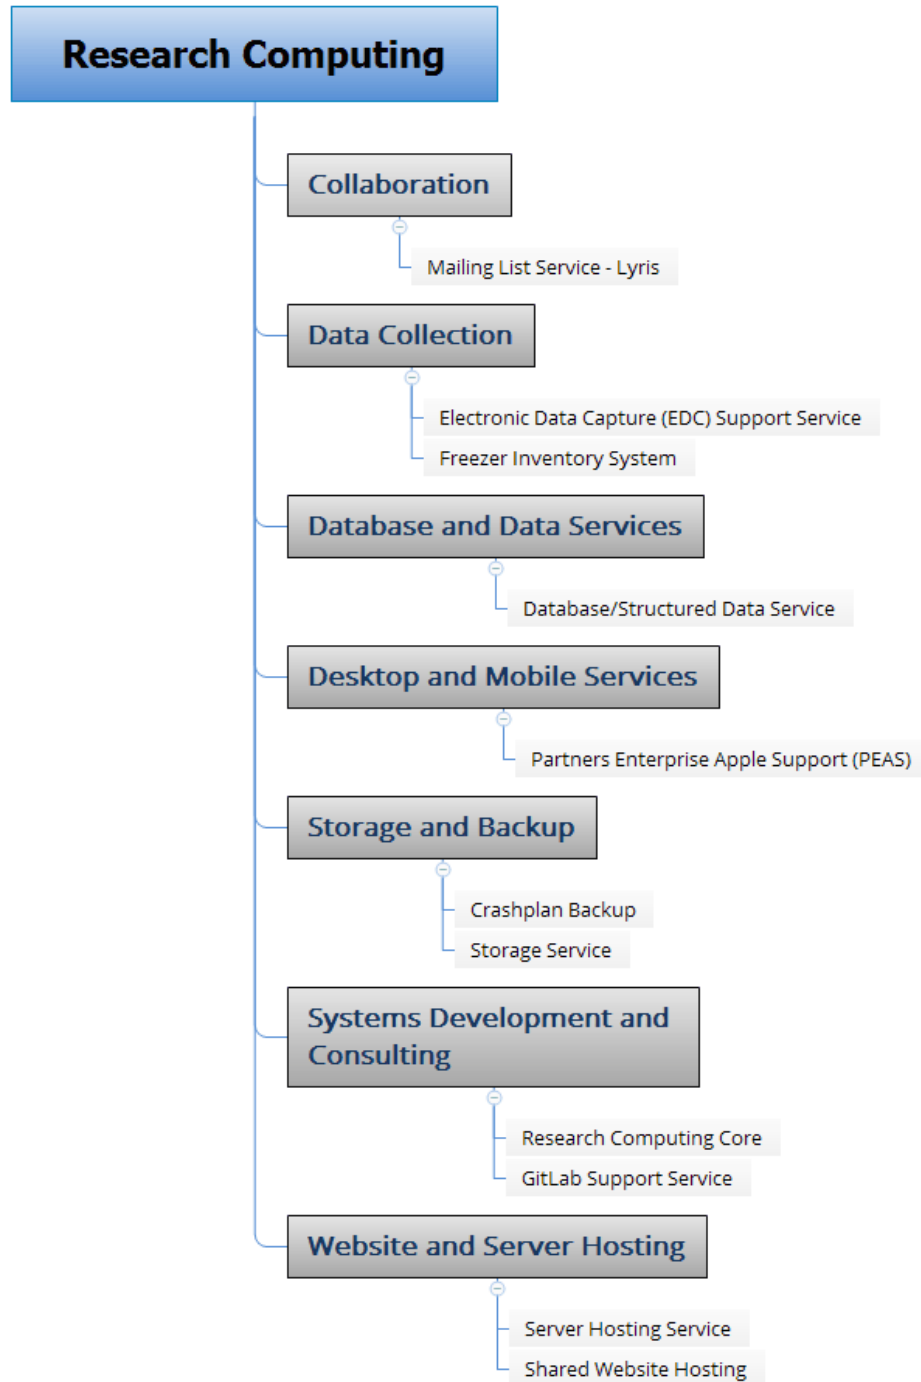 Research Computing
Collaboration
Mailing List Service - Lyris
Data Collection
Electronic Data Capture (EDC) Support Service
Freezer Inventory System
Database and Data Services
Database/Structured Data Service
Desktop and Mobile Services
Partners Enterprise Apple Support (PEAS)
Storage and Backup
Crashplan Backup
Storage Service
Systems Development and
Consulting
Research Computing Core
GitLab Support Service
Website and Server Hosting
Server Hosting Service
Shared Website Hosting